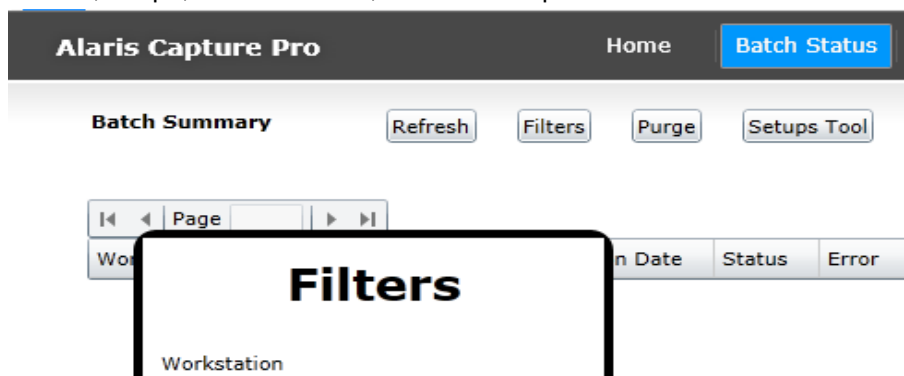 Alaris Capture Pro Home Batch Status
Batch Summary Refresh Filters Purge Setups Tool
Page
n Date Status Error
Filters
Workstation